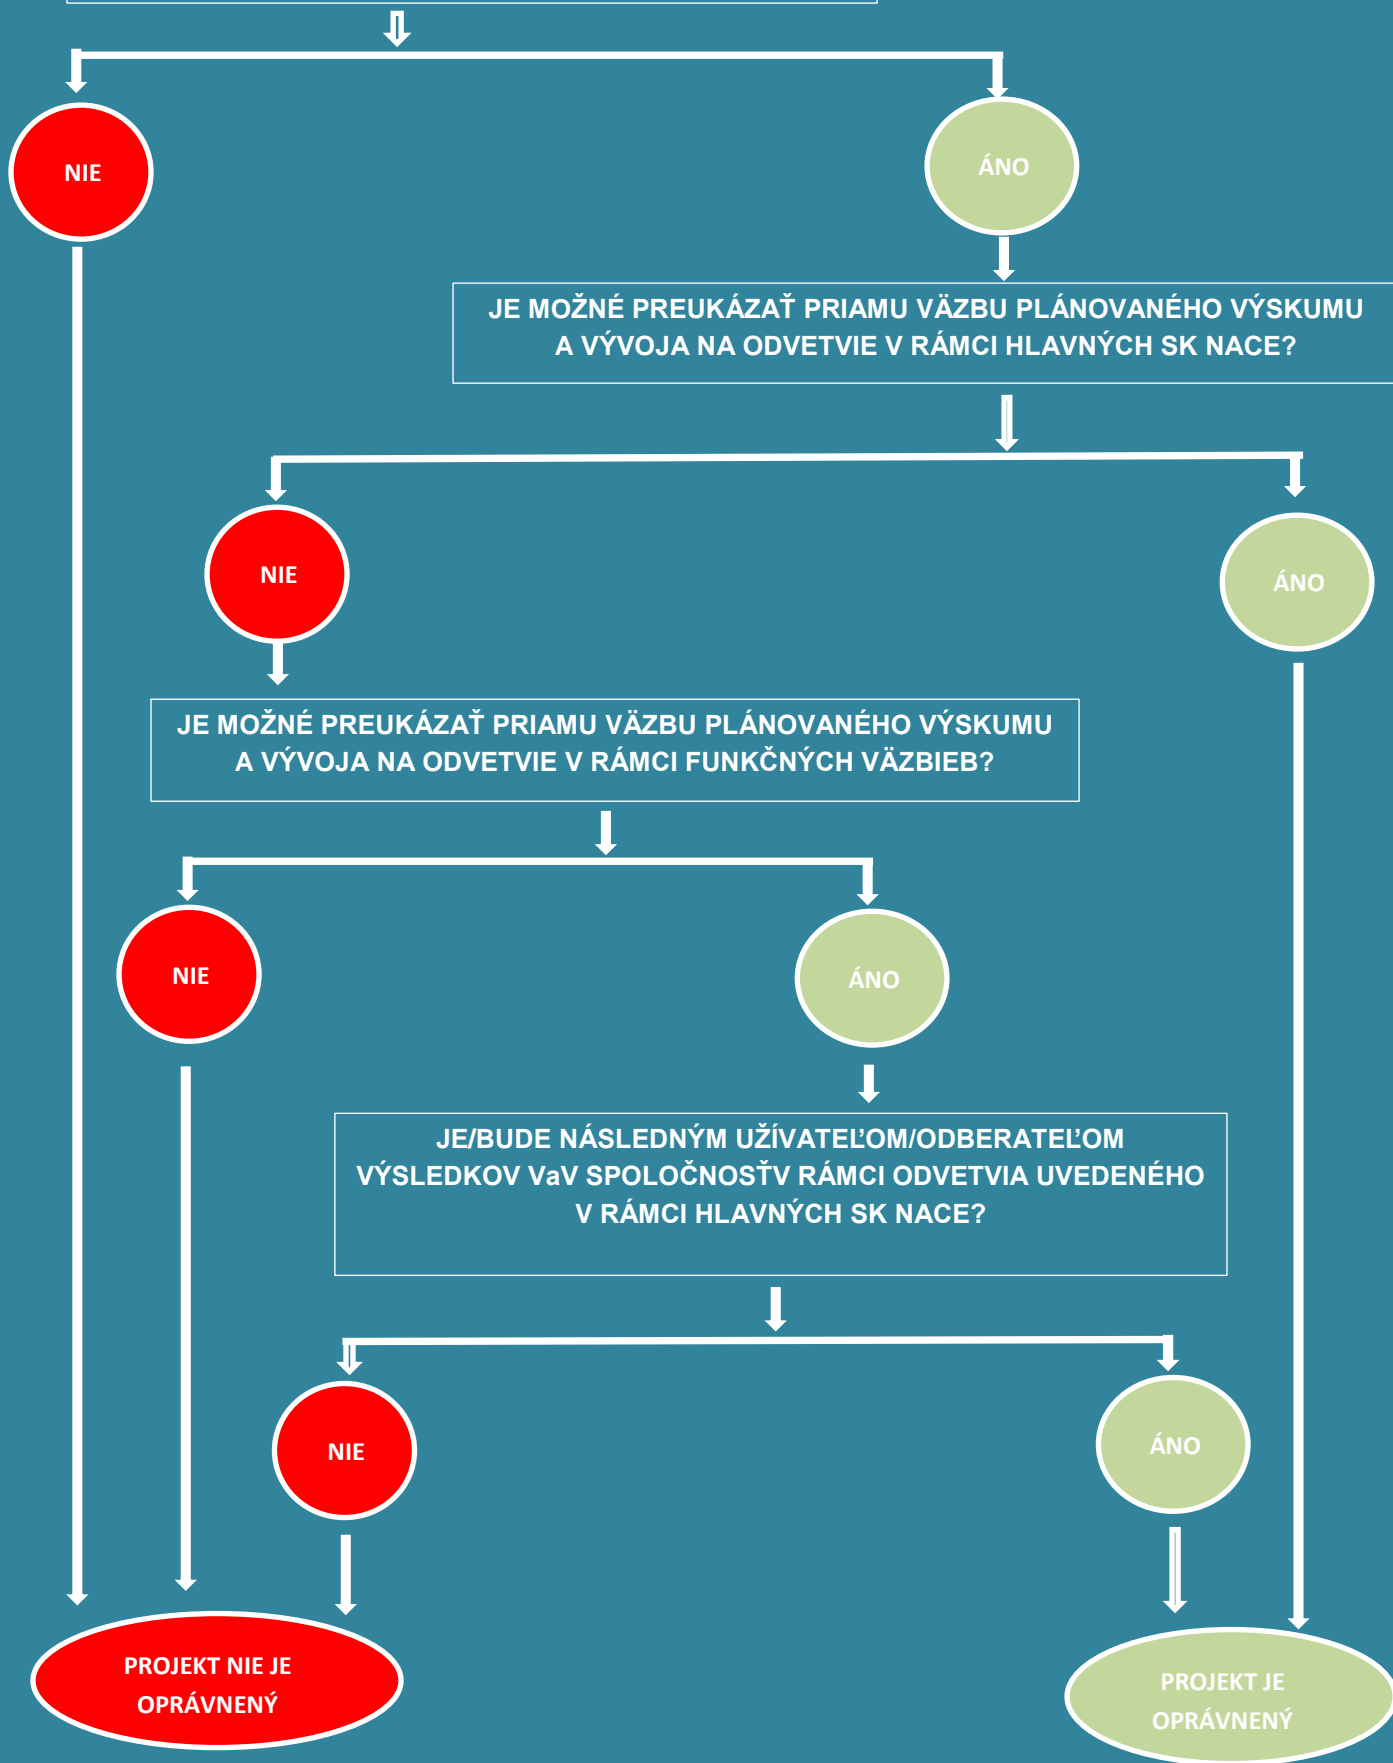 NIE
ÁNO
JE MOŽNÉ PREUKÁZAŤ PRIAMU VÄZBU PLÁNOVANÉHO VÝSKUMU
A VÝVOJA NA ODVETVIE V RÁMCI HLAVNÝCH SK NACE?
NIE
ÁNO
JE MOŽNÉ PREUKÁZAŤ PRIAMU VÄZBU PLÁNOVANÉHO VÝSKUMU
A VÝVOJA NA ODVETVIE V RÁMCI FUNKČNÝCH VÄZBIEB?
NIE
ÁNO
JE/BUDE NÁSLEDNÝM UŽÍVATEĽOM/ODBERATEĽOM
VÝSLEDKOV VaV SPOLOČNOSŤV RÁMCI ODVETVIA UVEDENÉHO
V RÁMCI HLAVNÝCH SK NACE?
NIE
ÁNO
PROJEKT NIE JE
OPRÁVNENÝ
PROJEKT JE
OPRÁVNENÝ